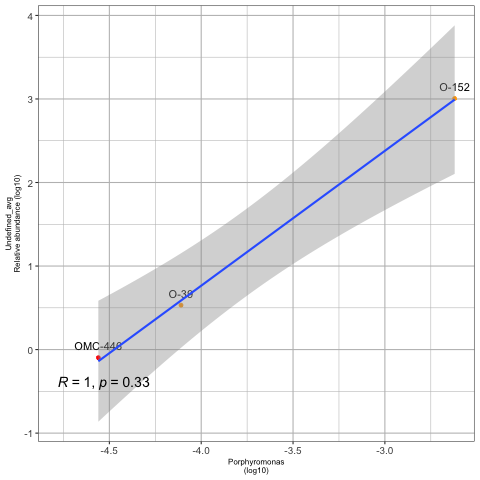 4
3
2
1
0
-1
Undefined_avg
Relative abundance (log10)
O-152
O-39
OMC-446
R = 1, p = 0.33
-4.5 -4.0 -3.5 -3.0
Porphyromonas
(log10)